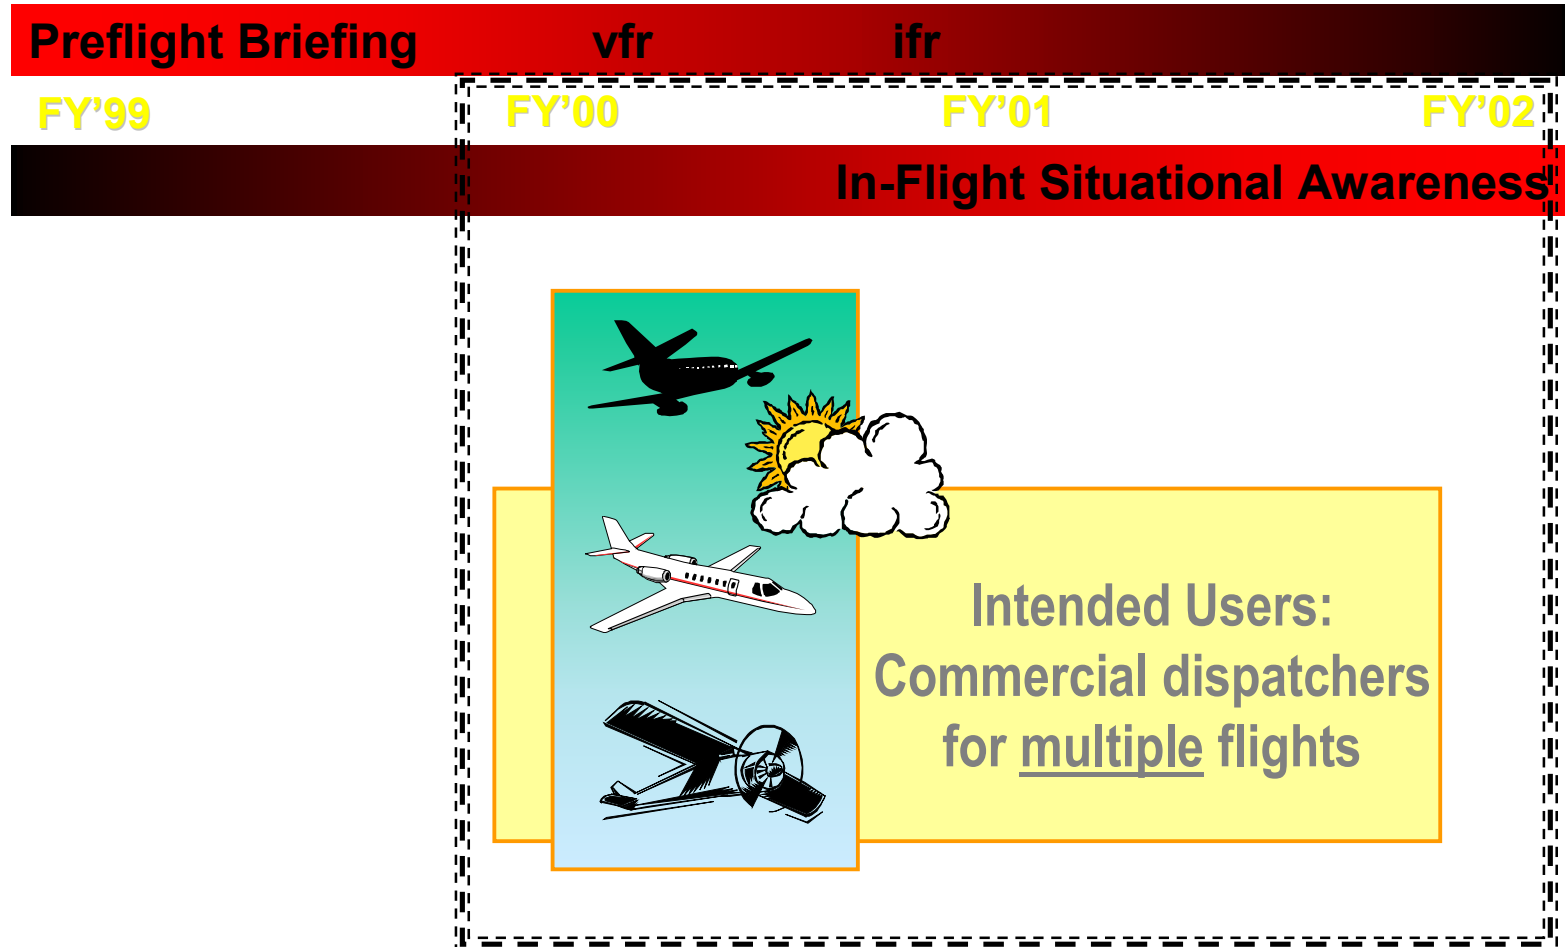 Preflight Briefing vfr ifr
FY’99 FY’00 FY’01 FY’02
In-Flight Situational Awareness
Intended Users:
Commercial dispatchers
for multiple flights